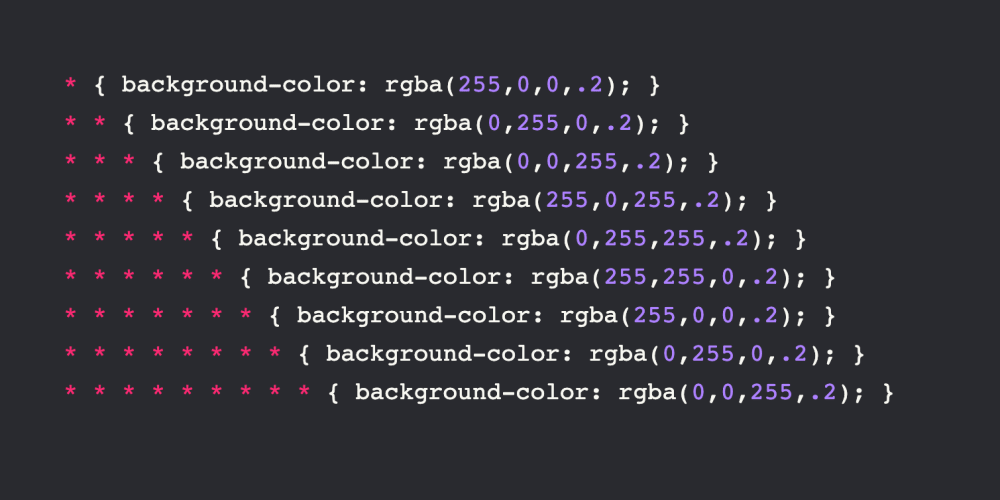 * { background-color: rgba(255,0,0,.2); }
* * { background-color: rgba(0,255,0,.2); }
* * * { background-color: rgba(0,0,255,.2); }
* * * * { background-color: rgba(255,0,255,.2); }
* * * * * { background-color: rgba(0,255,255,.2); }
* * * * * * { background-color: rgba(255,255,0,.2); }
* * * * * * * { background-color: rgba(255,0,0,.2); }
* * * * * * * * { background-color: rgba(0,255,0,.2); }
* * * * * * * * * { background-color: rgba(0,0,255,.2); }